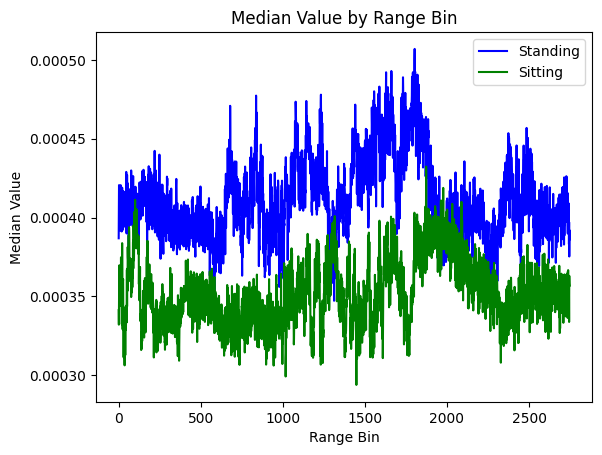 Median Value by Range Bin
Standing
Sitting
Median Value
0.00050
0.00045
0.00040
0.00035
0.00030
0
500
1000
1500
2000
2500
Range Bin